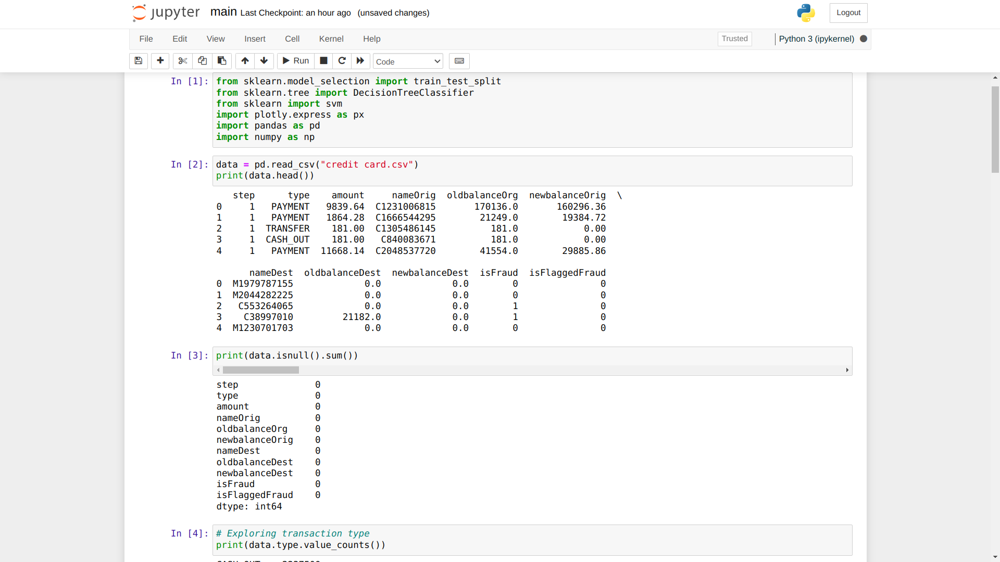 jupyter main Last Checkpoint: an hour ago (unsaved changes) Logout
File Edit View Insert Cell Kernel Help Trusted Python 3 (ipykernel)
Run Code
In [1]: from sklearn.model_selection import train_test_split
from sklearn.tree import DecisionTreeClassifier
from sklearn import svm
import plotly.express as px
import pandas as pd
import numpy as np
In [2]: data = pd.read_csv("credit card.csv")
print(data.head())
step type amount nameOrig oldbalanceOrg newbalanceOrig \
0 1 PAYMENT 9839.64 C1231006815 170136.0 160296.36
1 1 PAYMENT 1864.28 C1666544295 21249.0 19384.72
2 1 TRANSFER 181.00 C1305486145 181.0 0.00
3 1 CASH_OUT 181.00 C840083671 181.0 0.00
4 1 PAYMENT 11668.14 C2048537720 41554.0 29885.86
nameDest oldbalanceDest newbalanceDest isFraud isFlaggedFraud
0 M1979787155 0.0 0.0 0 0
1 M2044282225 0.0 0.0 0 0
2 C553264065 0.0 0.0 1 0
3 C38997010 21182.0 0.0 1 0
4 M1230701703 0.0 0.0 0 0
In [3]: print(data.isnull().sum())
step 0
type 0
amount 0
nameOrig 0
oldbalanceOrg 0
newbalanceOrig 0
nameDest 0
oldbalanceDest 0
newbalanceDest 0
isFraud 0
isFlaggedFraud 0
dtype: int64
In [4]: # Exploring transaction type
print(data.type.value_counts())